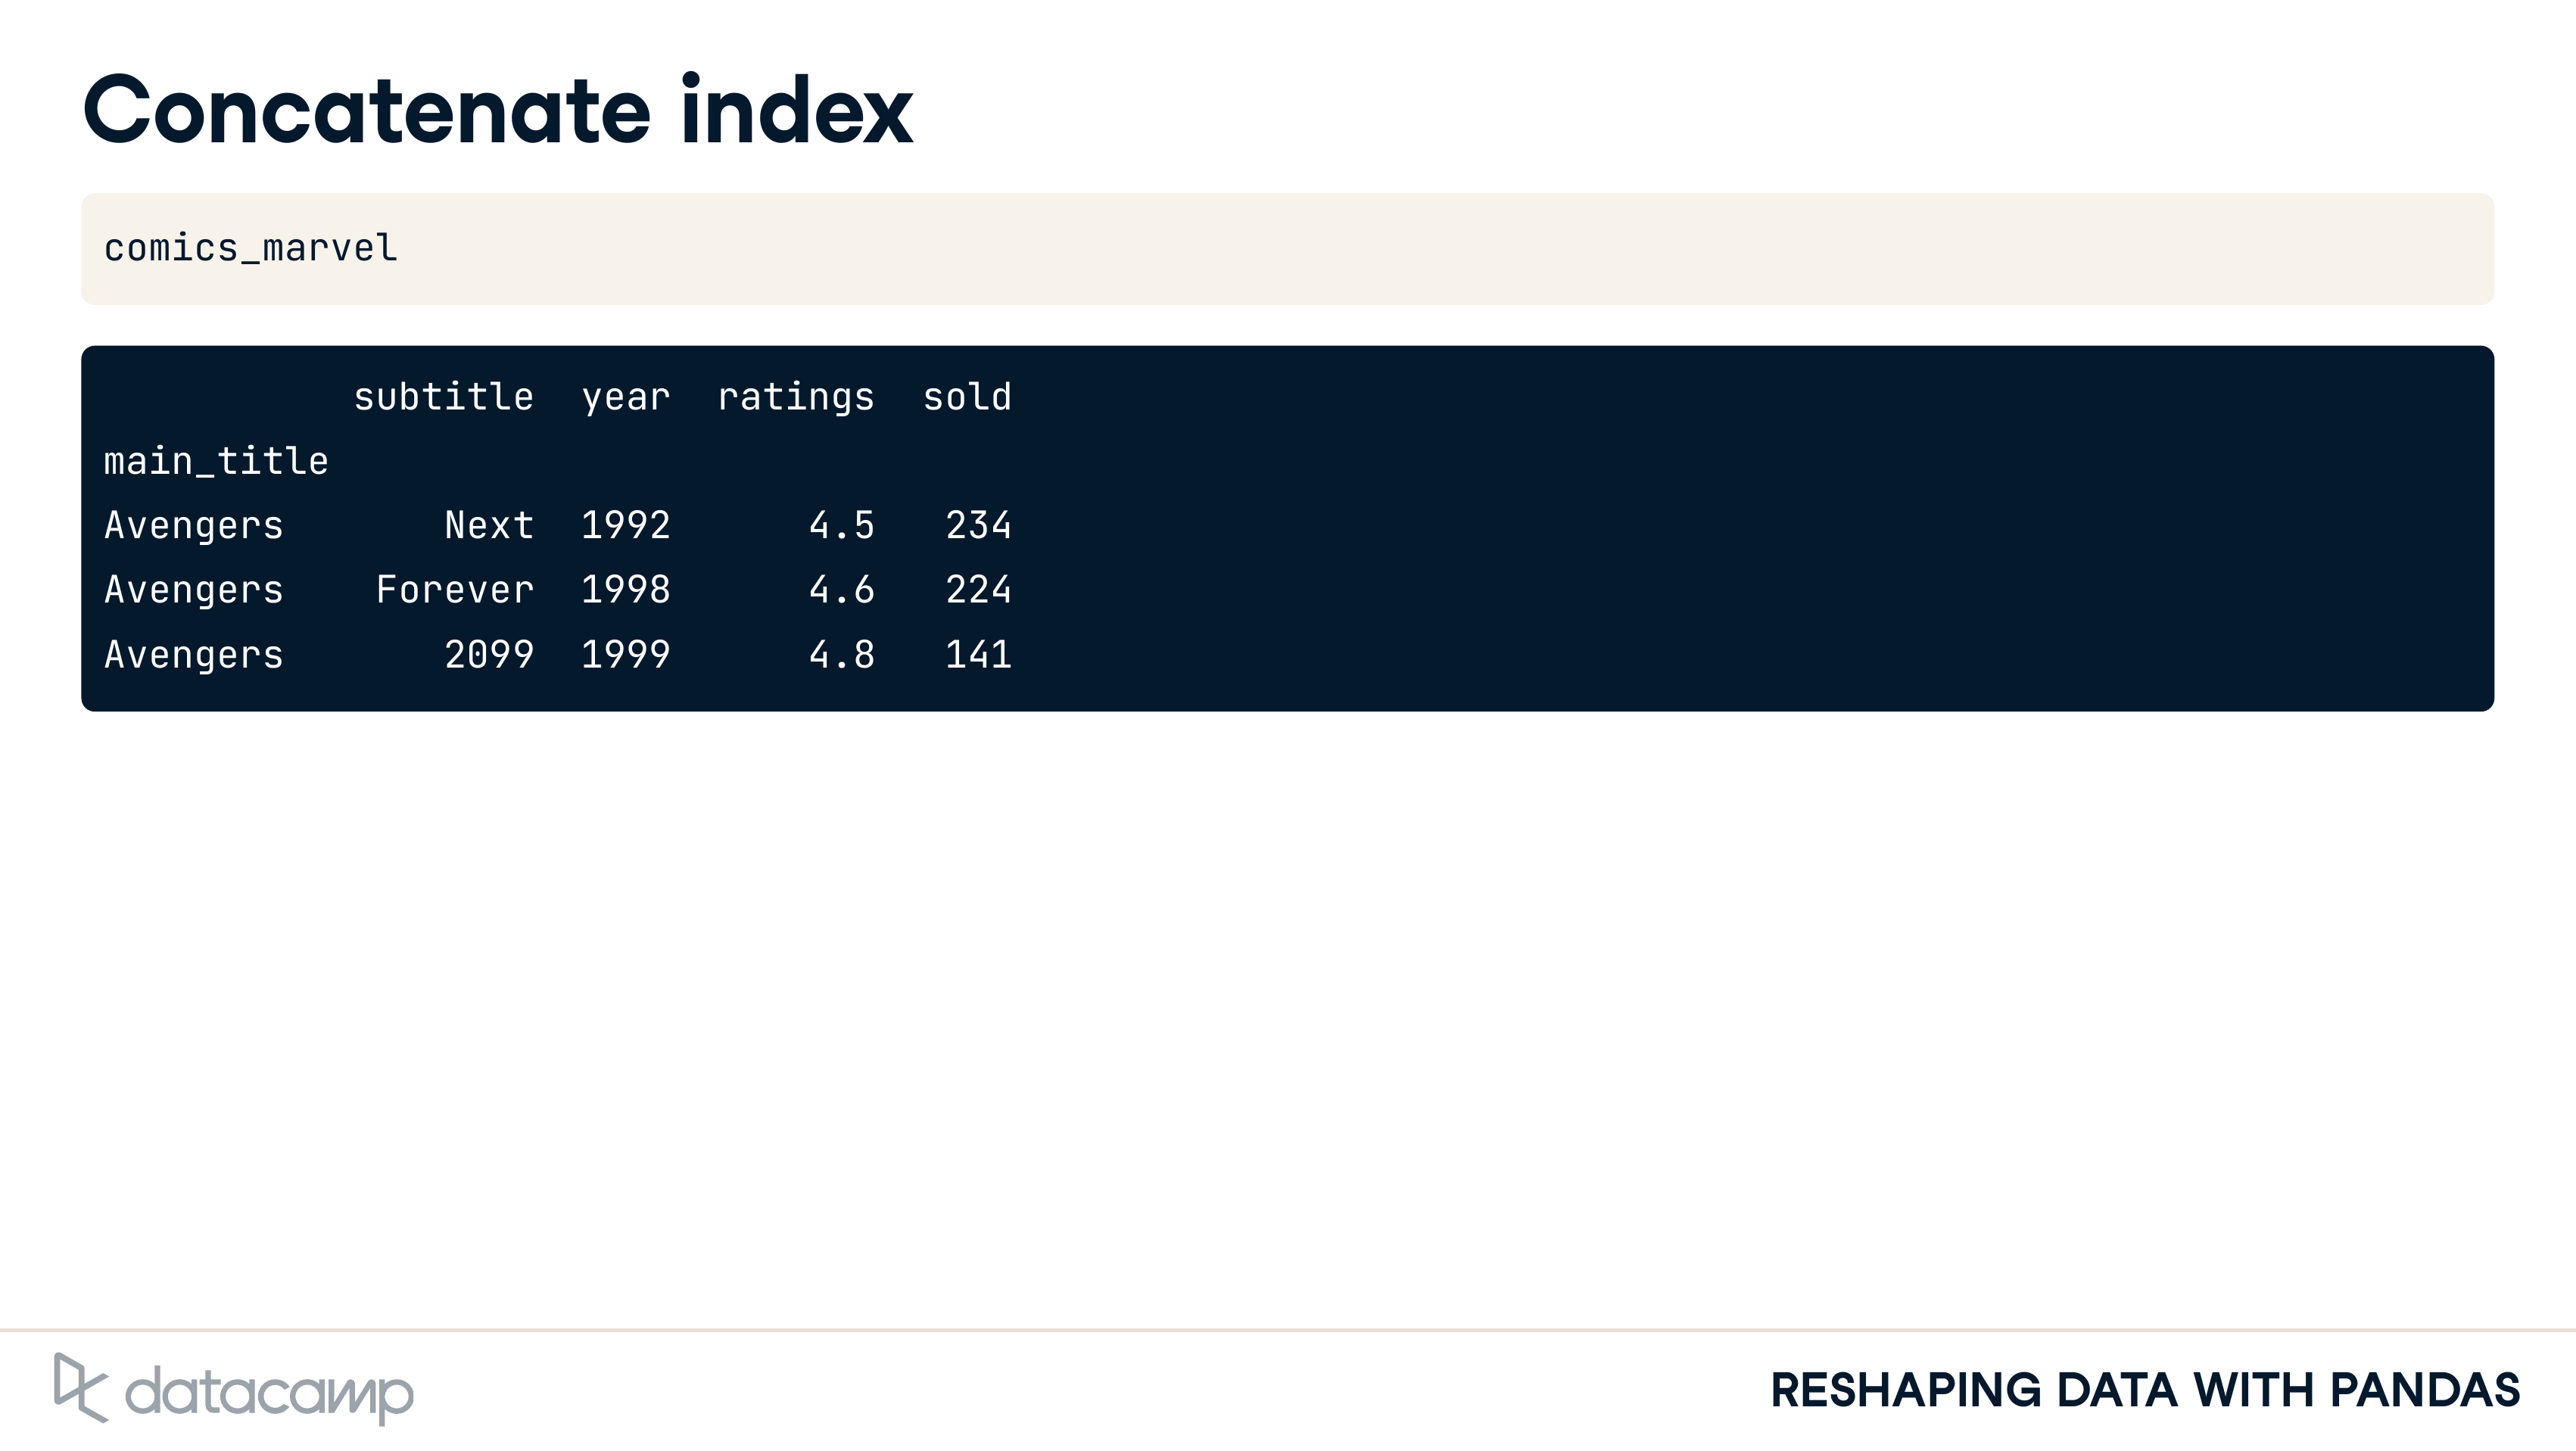 Concatenate index
comics_marvel
subtitle year ratings sold
main_title
Avengers Next 1992 4.5 234
Avengers Forever 1998 4.6 224
Avengers 2099 1999 4.8 141
datacamp
RESHAPING DATA WITH PANDAS